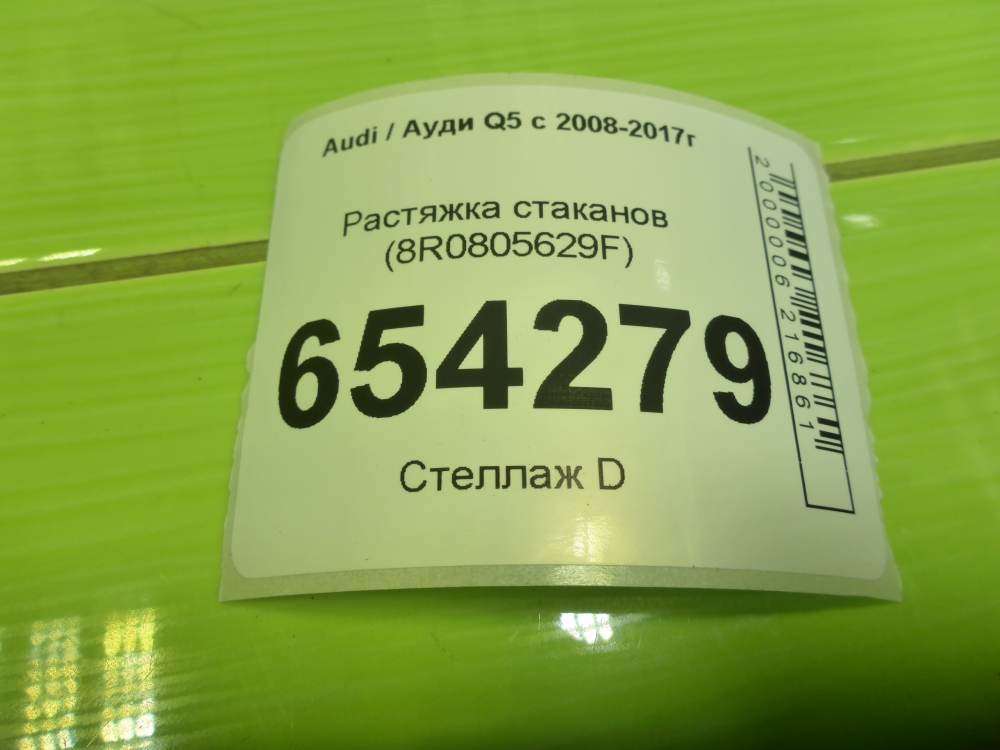 Audi / Ауди Q5 с 2008-2017г
Растяжка стаканов
(8R0805629F)
654279
Стеллаж D
2000006216861